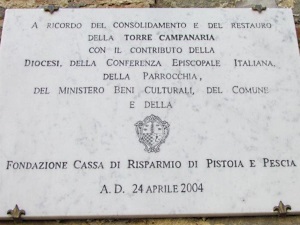 A RICORDO DEL CONSOLIDAMENTO E DEL RESTAURO
DELLA TORRE CAMPANARIA
CON IL CONTRIBUTO DELLA
DIOCESI, DELLA CONFERENZA EPISCOPALE ITALIANA,
DELLA PARROCCHIA,
DEL MINISTERO BENI CULTURALI, DEL COMUNE
E DELLA
FONDAZIONE CASSA DI RISPARMIO DI PISTOIA E PESCIA
A. D. 24 APRILE 2004